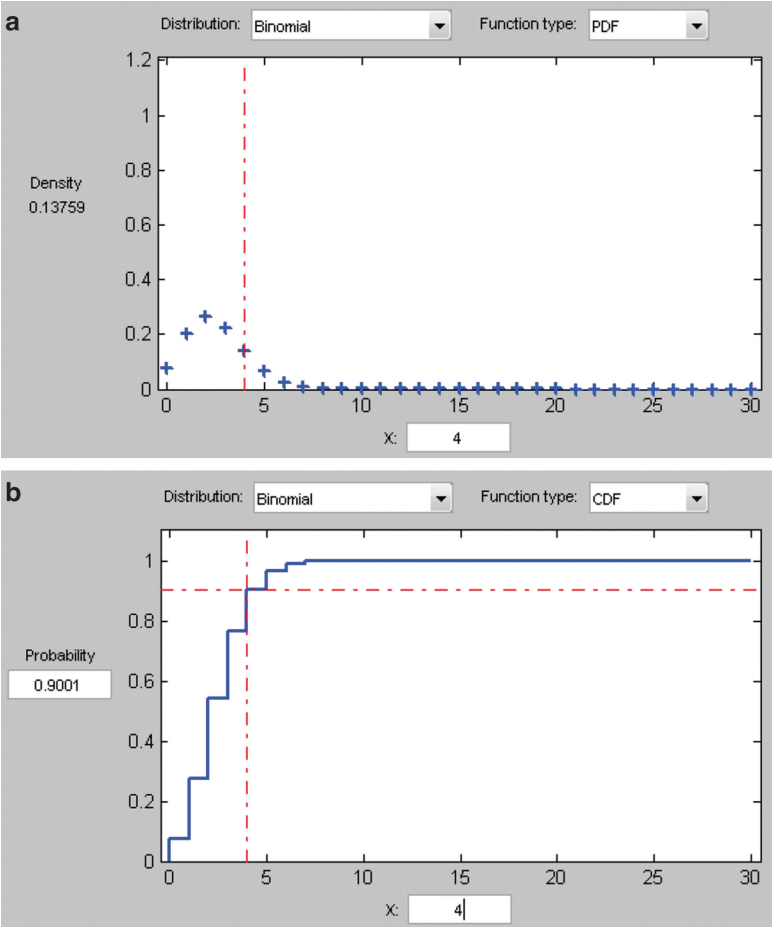 a
Distribution: Binomial Function type: PDF
1.2
1
0.8
Density
0.13759
0.6
0.4
0.2
0
0 5 10 15 20 25 30
X: 4
b
Distribution: Binomial Function type: CDF
1
0.8
Probability
0.9001
0.6
0.4
0.2
0
0 5 10 15 20 25 30
X: 4